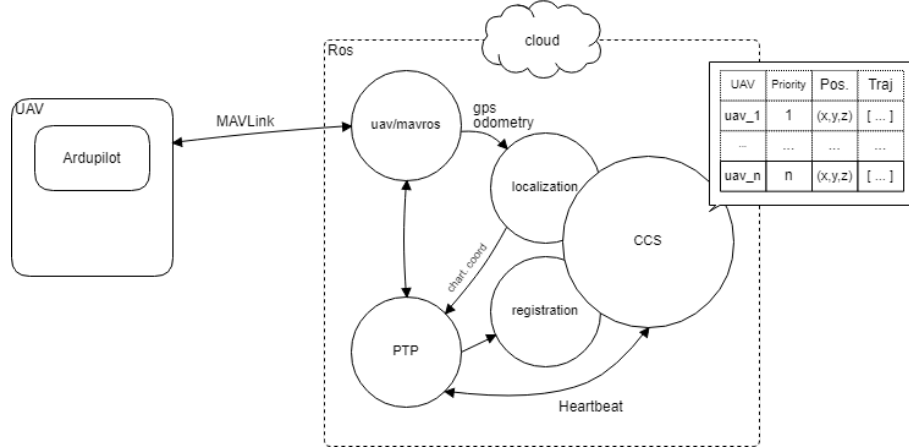 cloud
Ros
UAV
Ardupilot
MAVLink
uav/mavros
gps
odometry
localization
chart. coord
CCS
registration
PTP
Heartbeat
UAV Priority Pos. Traj
uav_1 1 (x,y,z) [ ... ]
... ... ... ...
uav_n n (x,y,z) [ ... ]